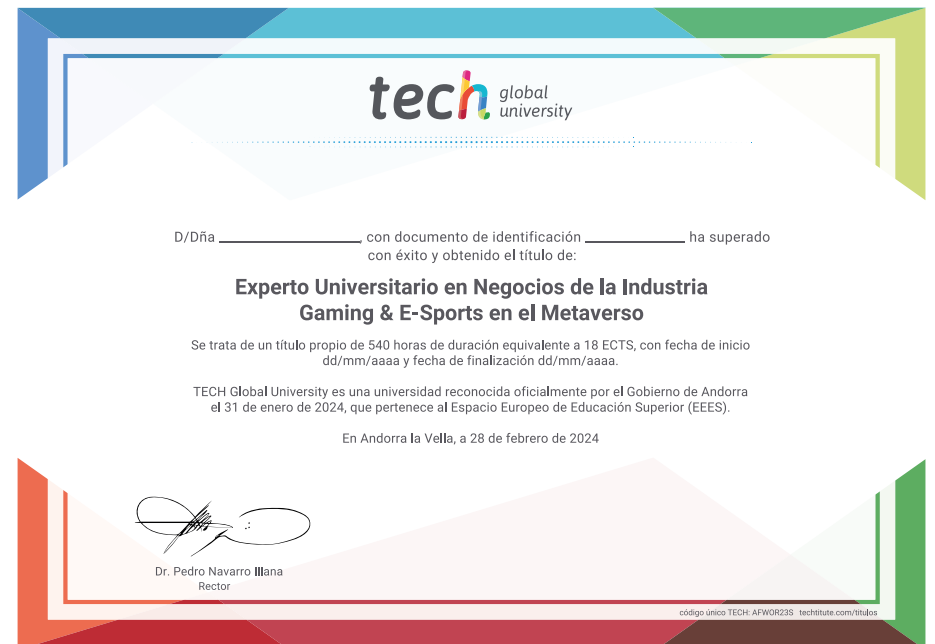 tech global
university
D/Dña ____________________, con documento de identificación ______________ ha superado
con éxito y obtenido el título de:
Experto Universitario en Negocios de la Industria
Gaming & E-Sports en el Metaverso
Se trata de un título propio de 540 horas de duración equivalente a 18 ECTS, con fecha de inicio
dd/mm/aaaa y fecha de finalización dd/mm/aaaa.
TECH Global University es una universidad reconocida oficialmente por el Gobierno de Andorra
el 31 de enero de 2024, que pertenece al Espacio Europeo de Educación Superior (EEES).
En Andorra la Vella, a 28 de febrero de 2024
Dr. Pedro Navarro Illana
Rector
código único TECH: AFWOR23S techtitute.com/titulos